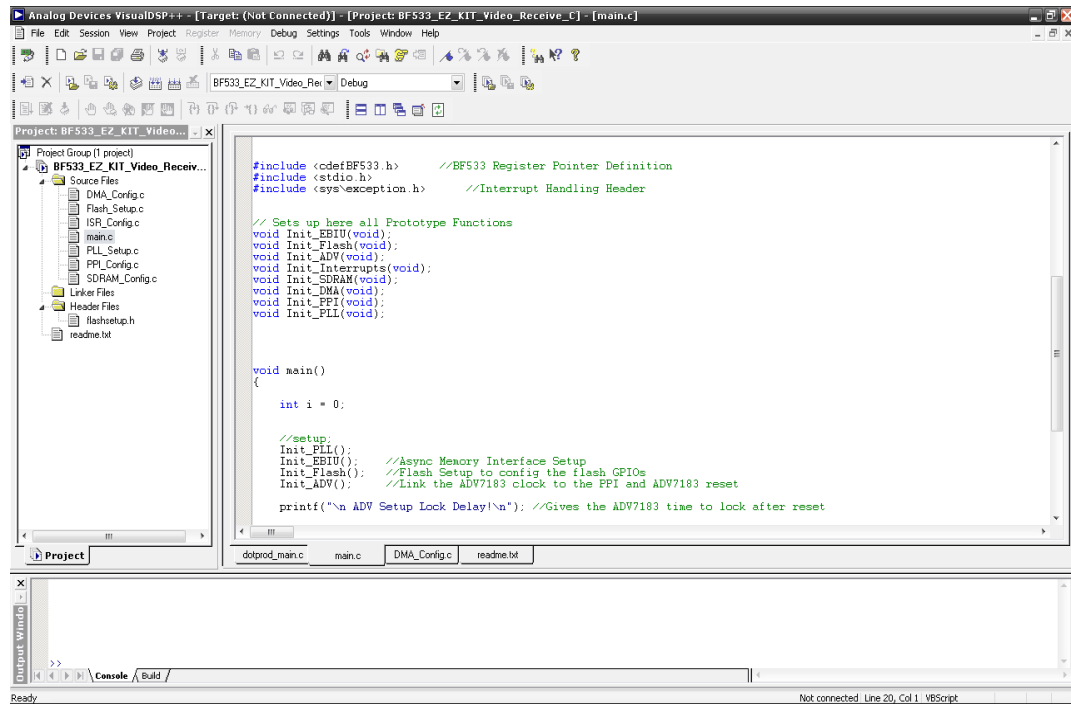 Analog Devices VisualDSP++ - [Target: (Not Connected)] - [Project: BF533_EZ_KIT_Video_Receive_C] - [main.c]
File Edit Session View Project Register Memory Debug Settings Tools Window Help
BF533_EZ_KIT_Video_Rec Debug
Project: BF533_EZ_KIT_Video...
Project Group (1 project)
BF533_EZ_KIT_Video_Receiv...
Source Files
DMA_Config.c
Flash_Setup.c
ISR_Config.c
main.c
PLL_Setup.c
PPI_Config.c
SDRAM_Config.c
Linker Files
Header Files
flashsetup.h
readme.txt
Project
#include <cdefBF533.h> //BF533 Register Pointer Definition
#include <stdio.h>
#include <sys\exception.h> //Interrupt Handling Header
// Sets up here all Prototype Functions
void Init_EBIU(void);
void Init_Flash(void);
void Init_ADV(void);
void Init_Interrupts(void);
void Init_SDRAM(void);
void Init_DMA(void);
void Init_PPI(void);
void Init_PLL(void);
void main()
{
int i = 0;
//setup;
Init_PLL();
Init_EBIU(); //Async Memory Interface Setup
Init_Flash(); //Flash Setup to config the flash GPIOs
Init_ADV(); //Link the ADV7183 clock to the PPI and ADV7183 reset
printf("\n ADV Setup Lock Delay!\n"); //Gives the ADV7183 time to lock after reset
dotprod_main.c main.c DMA_Config.c readme.txt
Output Windo
>>
Console Build
Ready Not connected Line 20, Col 1 VBScript